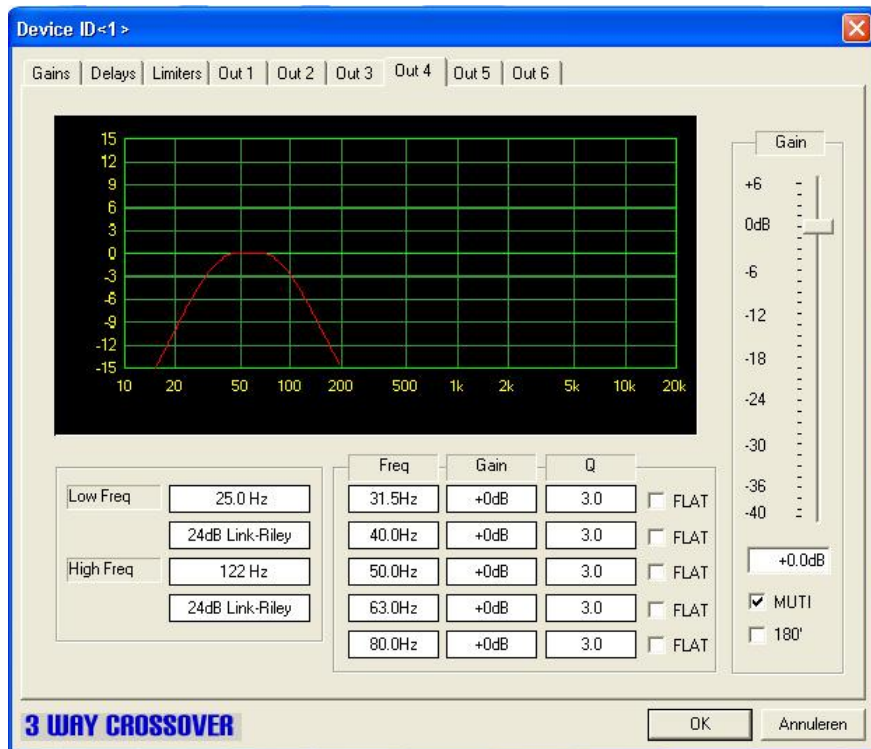 Device ID<1>
Gains Delays Limiters Out 1 Out 2 Out 3 Out 4 Out 5 Out 6
15
12
9
6
3
0
-3
-6
-9
-12
-15
10 20 50 100 200 500 1k 2k 5k 10k 20k
Gain
+6
0dB
-6
-12
-18
-24
-30
-36
-40
+0.0dB
MUTI
180'
Low Freq 25.0 Hz
24dB Link-Riley
High Freq 122 Hz
24dB Link-Riley
Freq Gain Q
31.5Hz +0dB 3.0 FLAT
40.0Hz +0dB 3.0 FLAT
50.0Hz +0dB 3.0 FLAT
63.0Hz +0dB 3.0 FLAT
80.0Hz +0dB 3.0 FLAT
3 WAY CROSSOVER
OK Annuleren